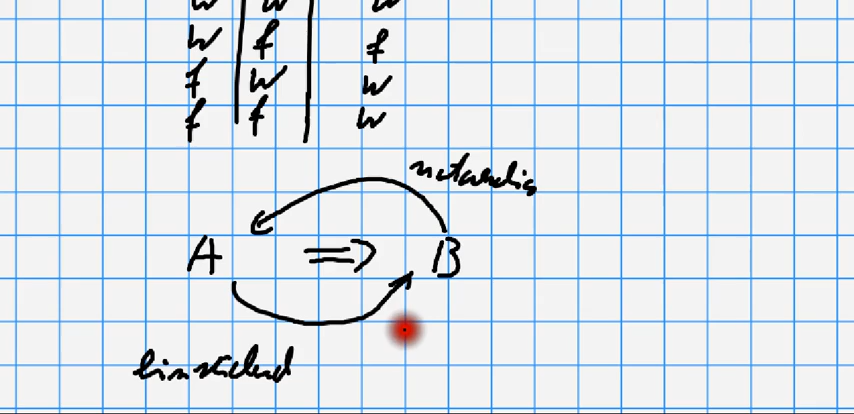 w w w
w f f
f w w
f f w
notwendig
A ⇒ B
hinreichend